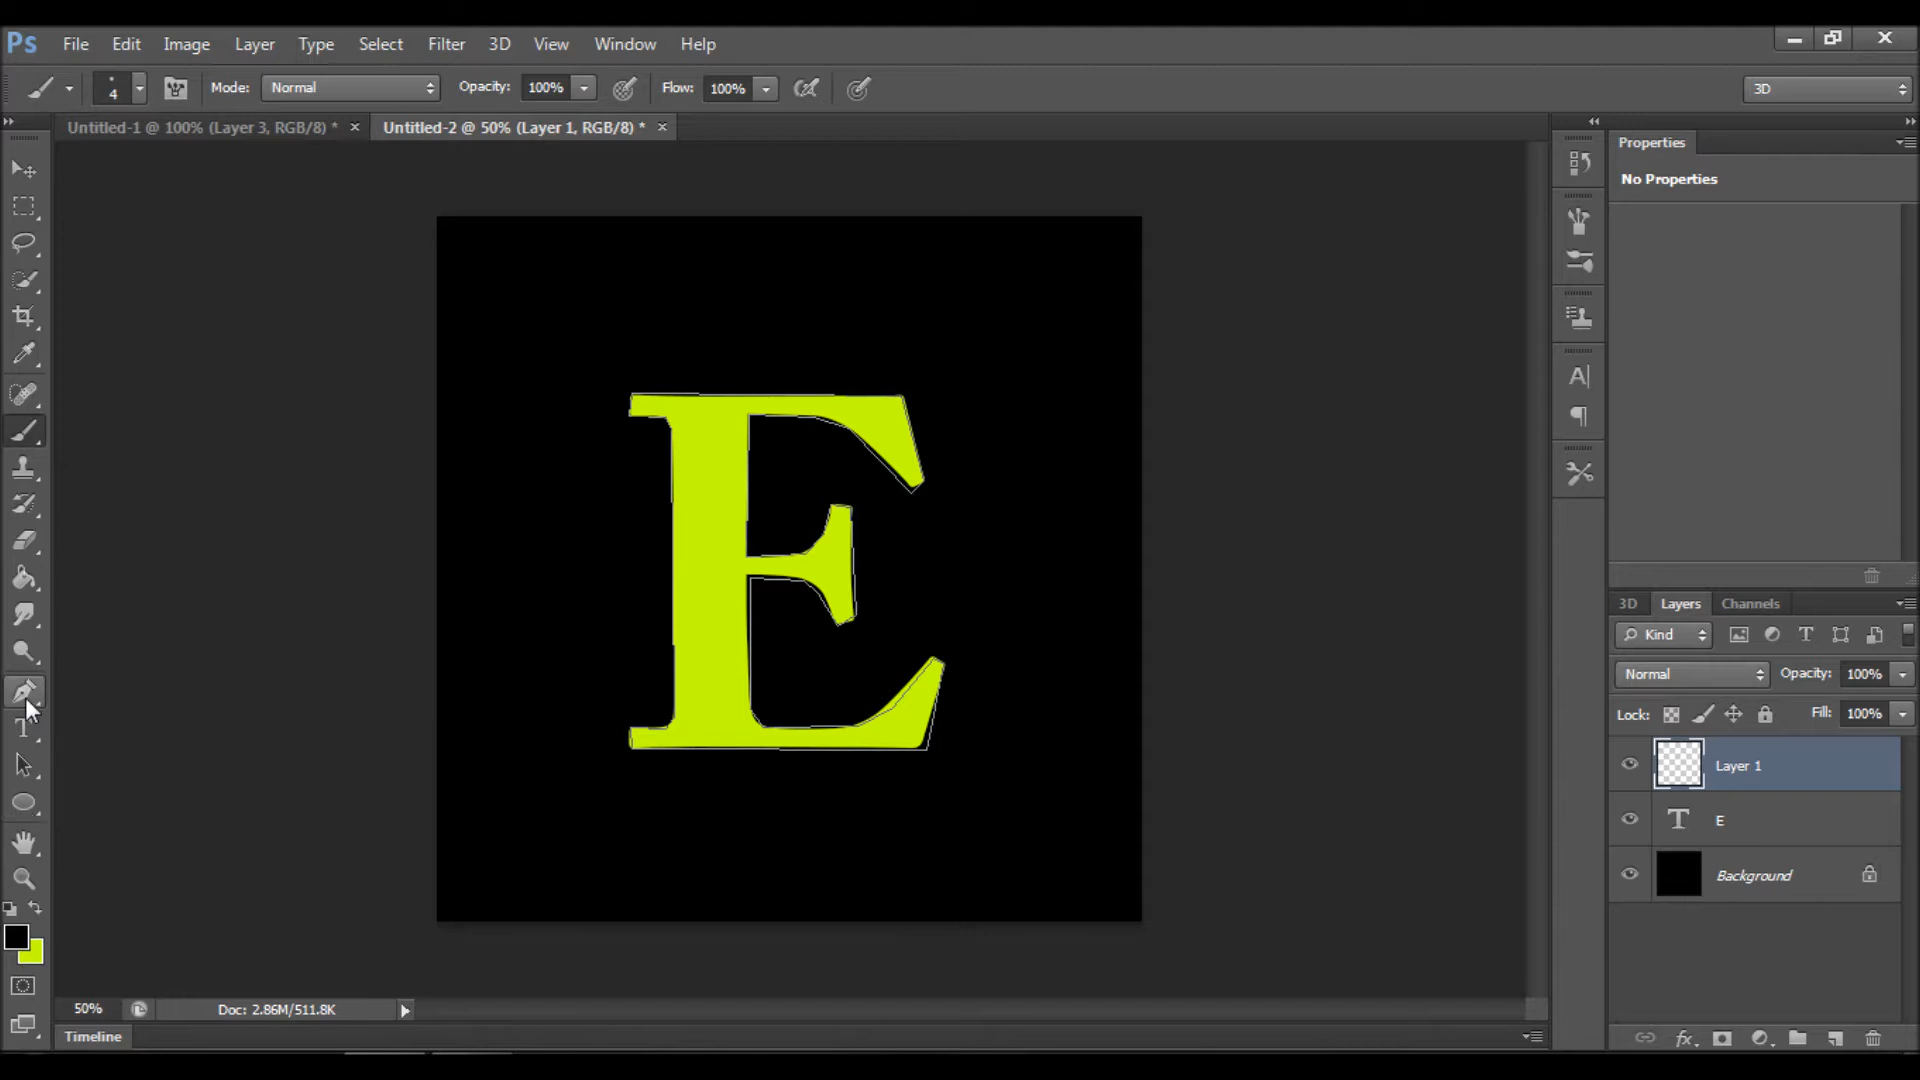 Ps File Edit Image Layer Type Select Filter 3D View Window Help
4 Mode: Normal Opacity: 100% Flow: 100% 3D
Untitled-1 @ 100% (Layer 3, RGB/8) * × Untitled-2 @ 50% (Layer 1, RGB/8) * ×
Properties
No Properties
E
3D Layers Channels
Kind
Normal Opacity: 100%
Lock: Fill: 100%
Layer 1
E
Background
50% Doc: 2.86M/511.8K
Timeline